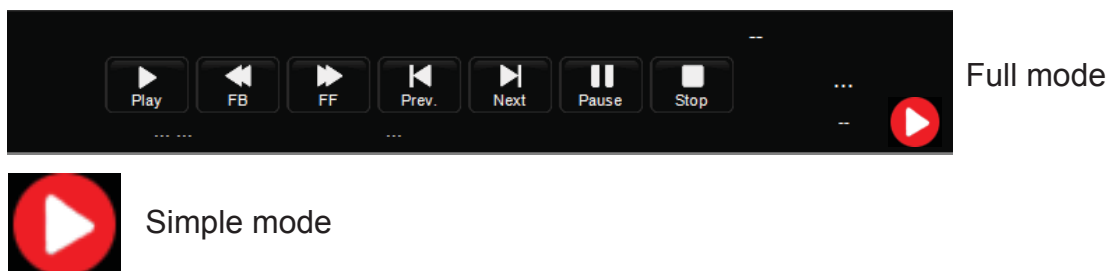 --
Play FB FF Prev. Next Pause Stop
...
Full mode
--
... ...
...
Simple mode